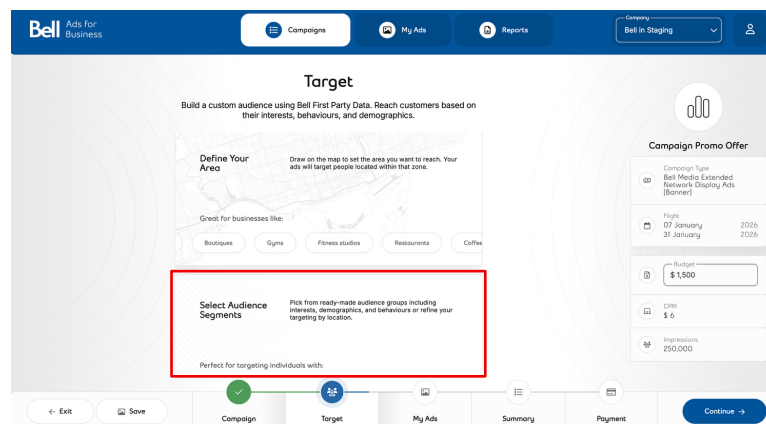 Bell Ads for Business
Campaigns
My Ads
Reports
Company
Bell in Staging
Target
Build a custom audience using Bell First Party Data. Reach customers based on
their interests, behaviours, and demographics.
Define Your
Area
Draw on the map to set the area you want to reach. Your
ads will target people located within that zone.
Great for businesses like:
Boutiques
Gyms
Fitness studios
Restaurants
Coffee
Select Audience
Segments
Pick from ready-made audience groups including
interests, demographics, and behaviours or refine your
targeting by location.
Perfect for targeting individuals with:
Campaign Promo Offer
Campaign Type
Bell Media Extended
Network Display Ads
(Banner)
Flight
07 January 2026
31 January 2026
Budget
$ 1,500
CPM
$ 6
Impressions
250,000
← Exit
Save
Campaign
Target
My Ads
Summary
Payment
Continue →